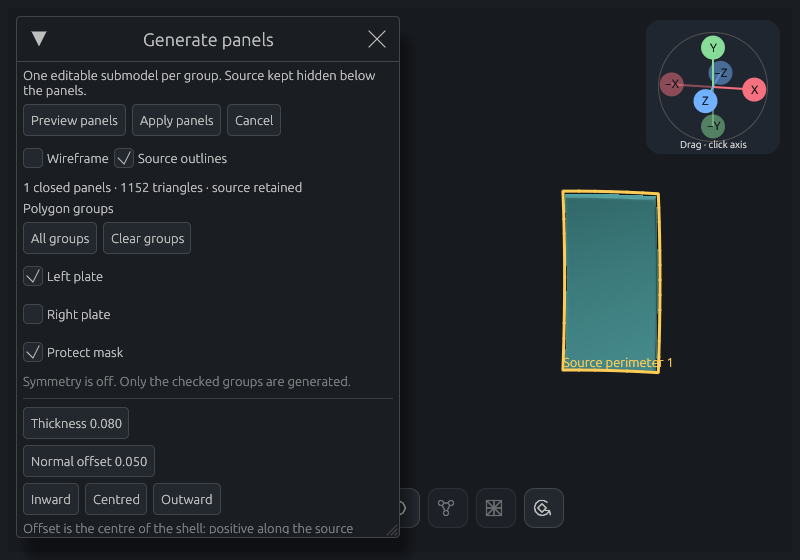 Generate panels
One editable submodel per group. Source kept hidden below
the panels.
Preview panels
Apply panels
Cancel
Wireframe
Source outlines
1 closed panels · 1152 triangles · source retained
Polygon groups
All groups
Clear groups
Left plate
Right plate
Protect mask
Symmetry is off. Only the checked groups are generated.
Thickness 0.080
Normal offset 0.050
Inward
Centred
Outward
Offset is the centre of the shell: positive along the source
Y
-Z
-X
X
Z
-Y
Drag · click axis
Source perimeter 1